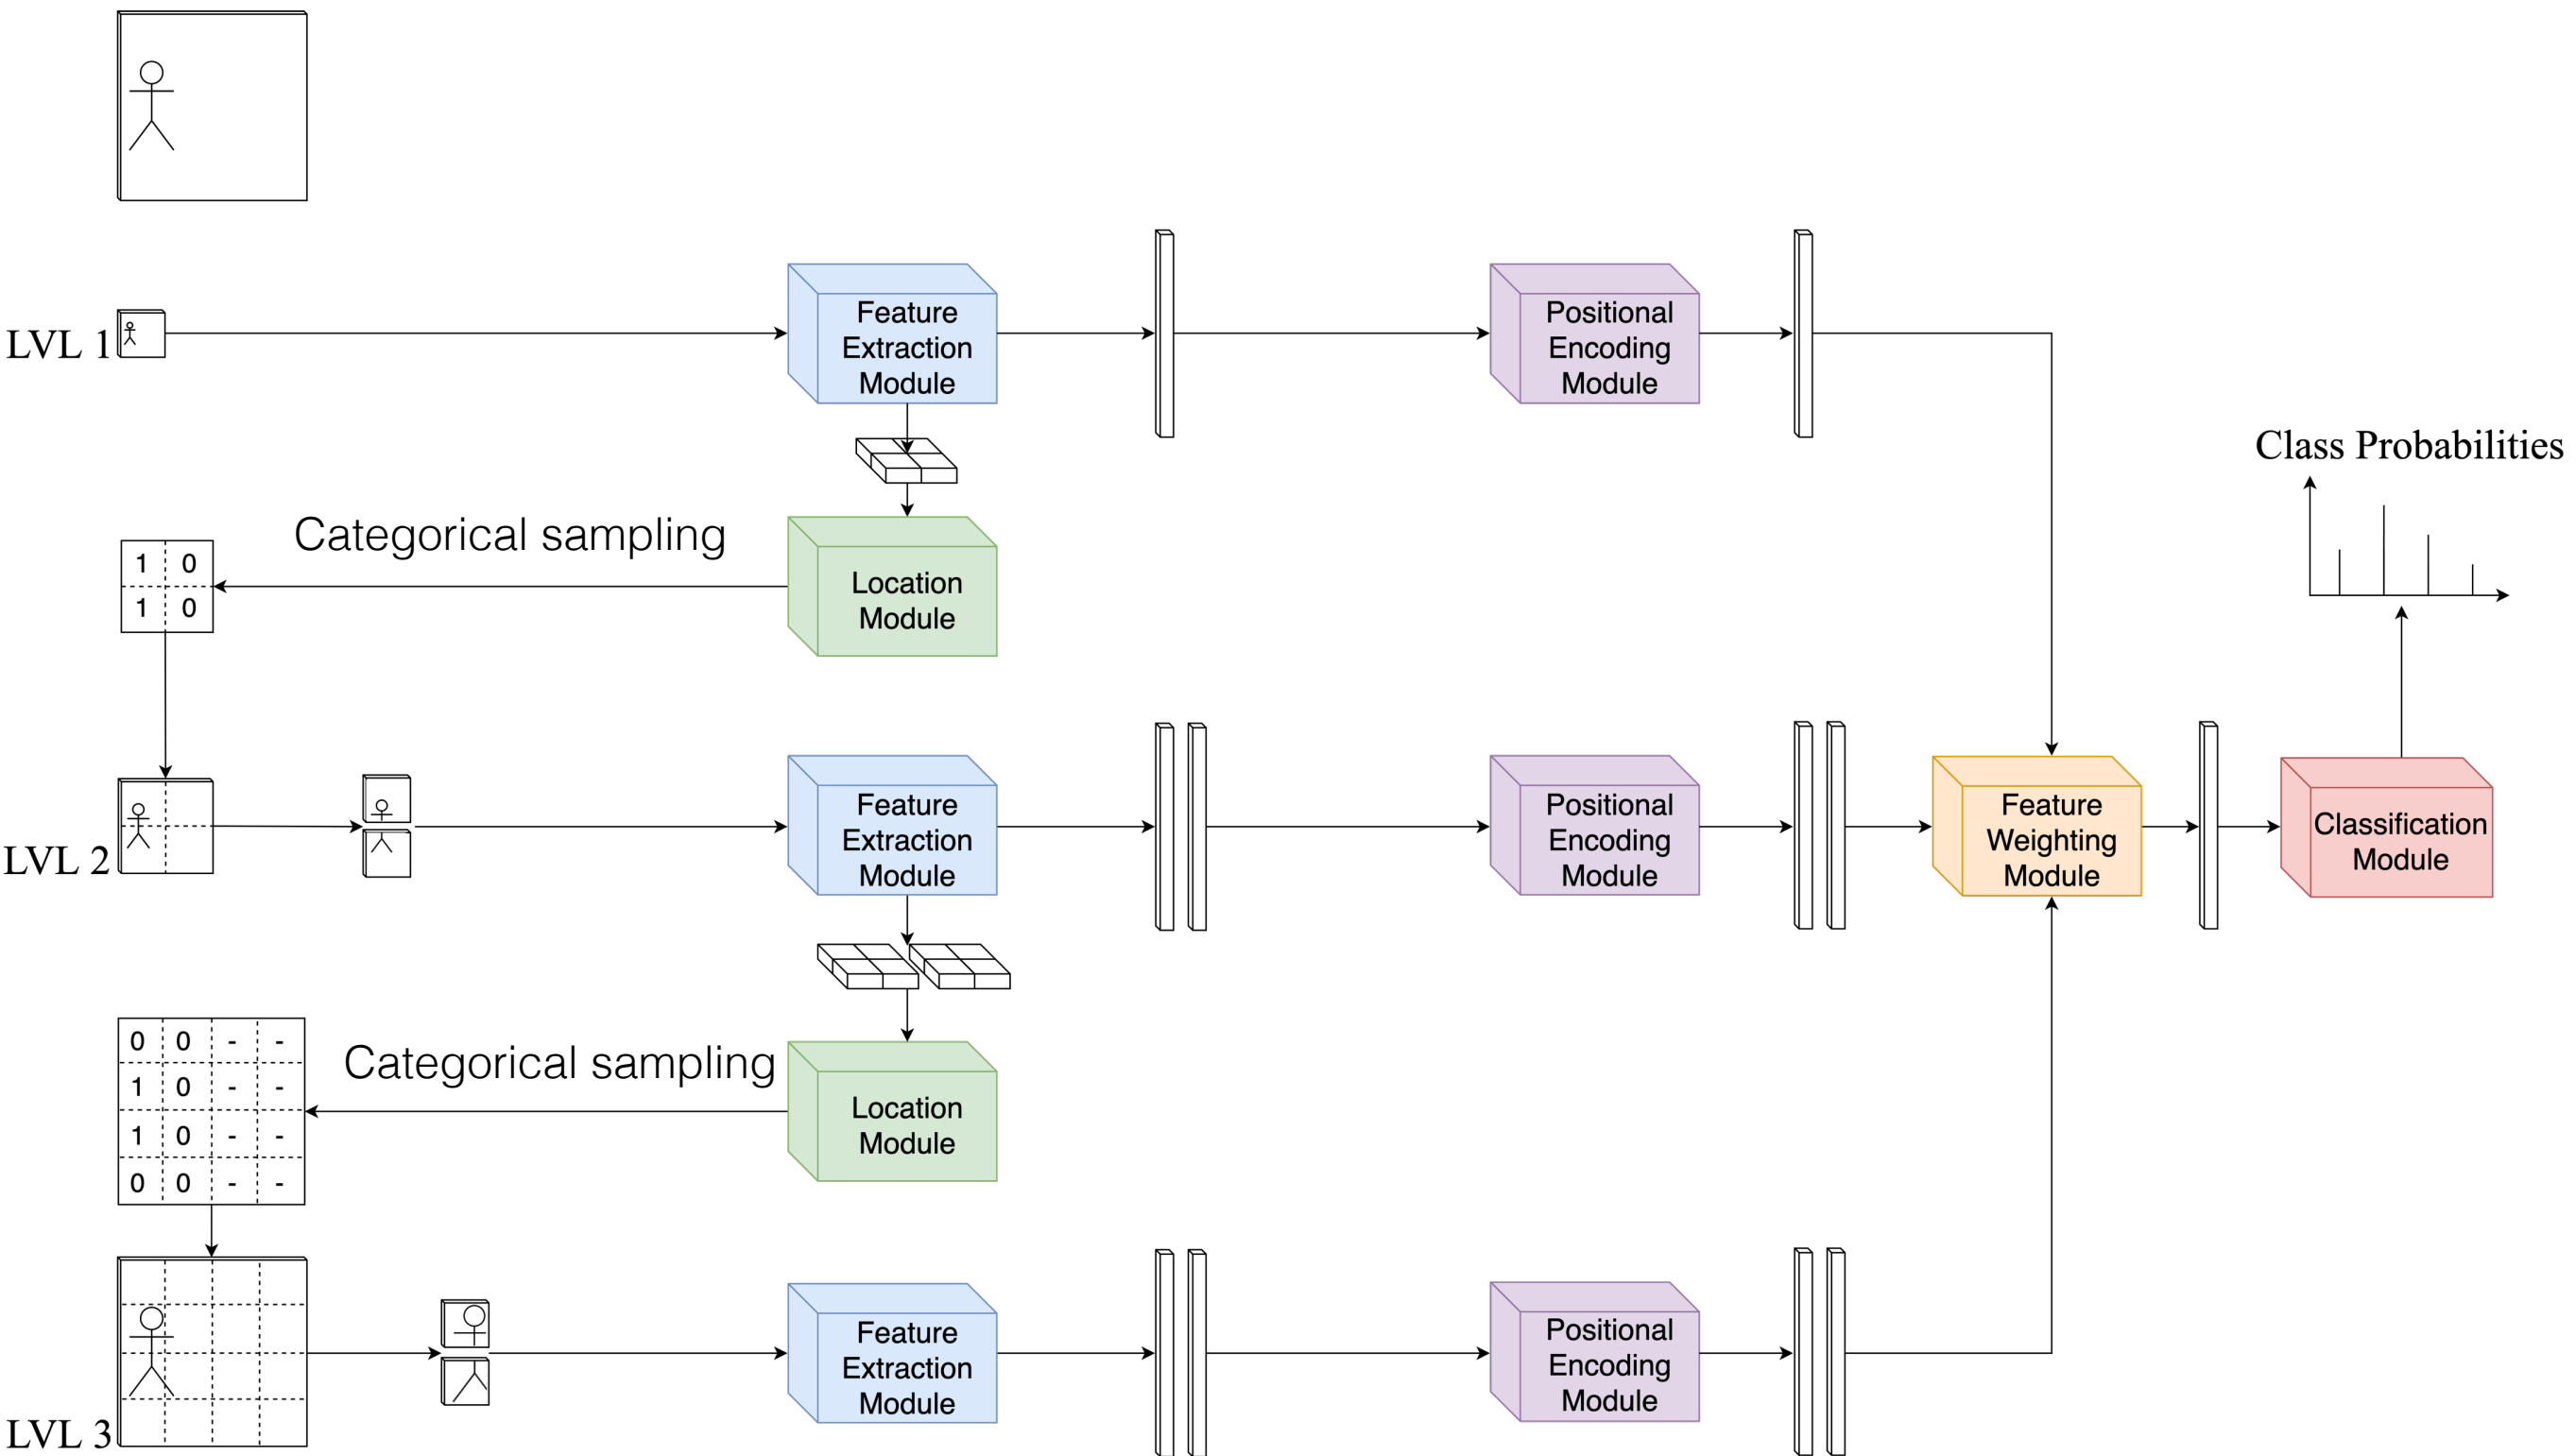 LVL 1
Feature
Extraction
Module
Positional
Encoding
Module
Class Probabilities
Categorical sampling
1 0
1 0
Location
Module
LVL 2
Feature
Extraction
Module
Positional
Encoding
Module
Feature
Weighting
Module
Classification
Module
Categorical sampling
0 0 - -
1 0 - -
1 0 - -
0 0 - -
Location
Module
LVL 3
Feature
Extraction
Module
Positional
Encoding
Module